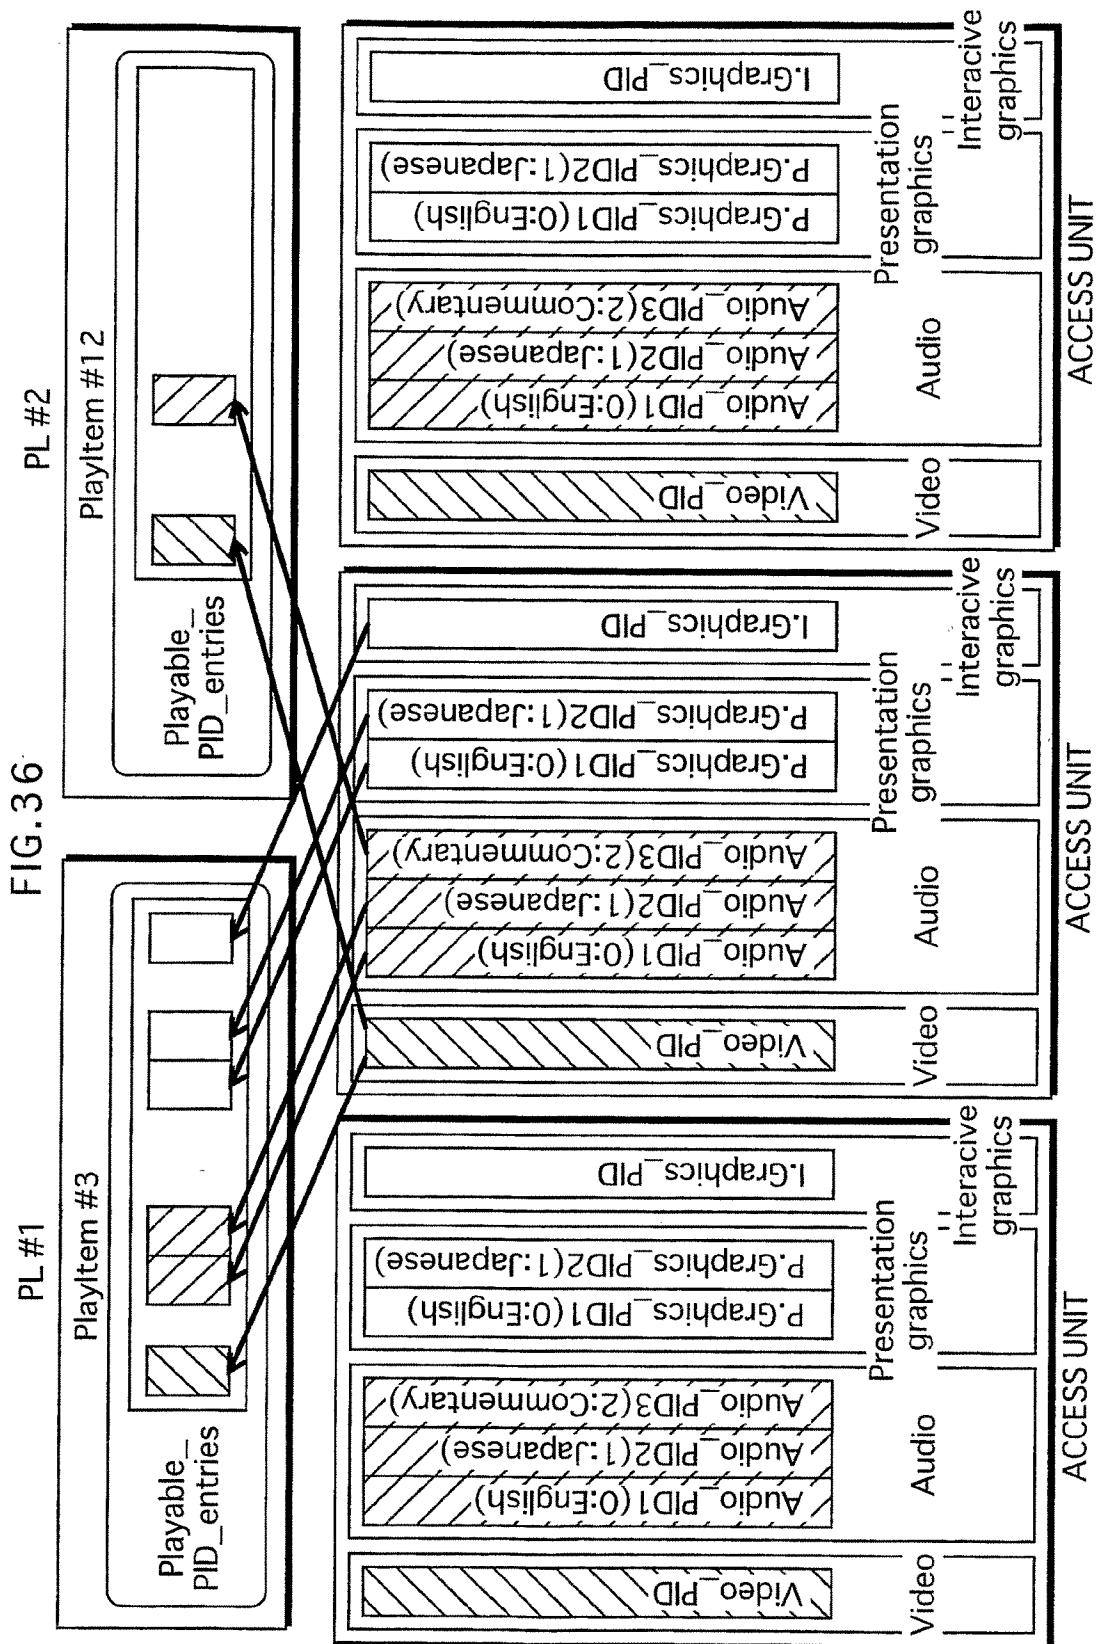 FIG.36
PL #1
PlayItem #3
Playable_
PID_entries
PL #2
PlayItem #12
Playable_
PID_entries
Video_PID
Audio_PID1(0:English)
Audio_PID2(1:Japanese)
Audio_PID3(2:Commentary)
P.Graphics_PID1(0:English)
P.Graphics_PID2(1:Japanese)
I.Graphics_PID
Video
Audio
Presentation
graphics
Interacive
graphics
ACCESS UNIT
Video_PID
Audio_PID1(0:English)
Audio_PID2(1:Japanese)
Audio_PID3(2:Commentary)
P.Graphics_PID1(0:English)
P.Graphics_PID2(1:Japanese)
I.Graphics_PID
Video
Audio
Presentation
graphics
Interacive
graphics
ACCESS UNIT
Video_PID
Audio_PID1(0:English)
Audio_PID2(1:Japanese)
Audio_PID3(2:Commentary)
P.Graphics_PID1(0:English)
P.Graphics_PID2(1:Japanese)
I.Graphics_PID
Video
Audio
Presentation
graphics
Interacive
graphics
ACCESS UNIT